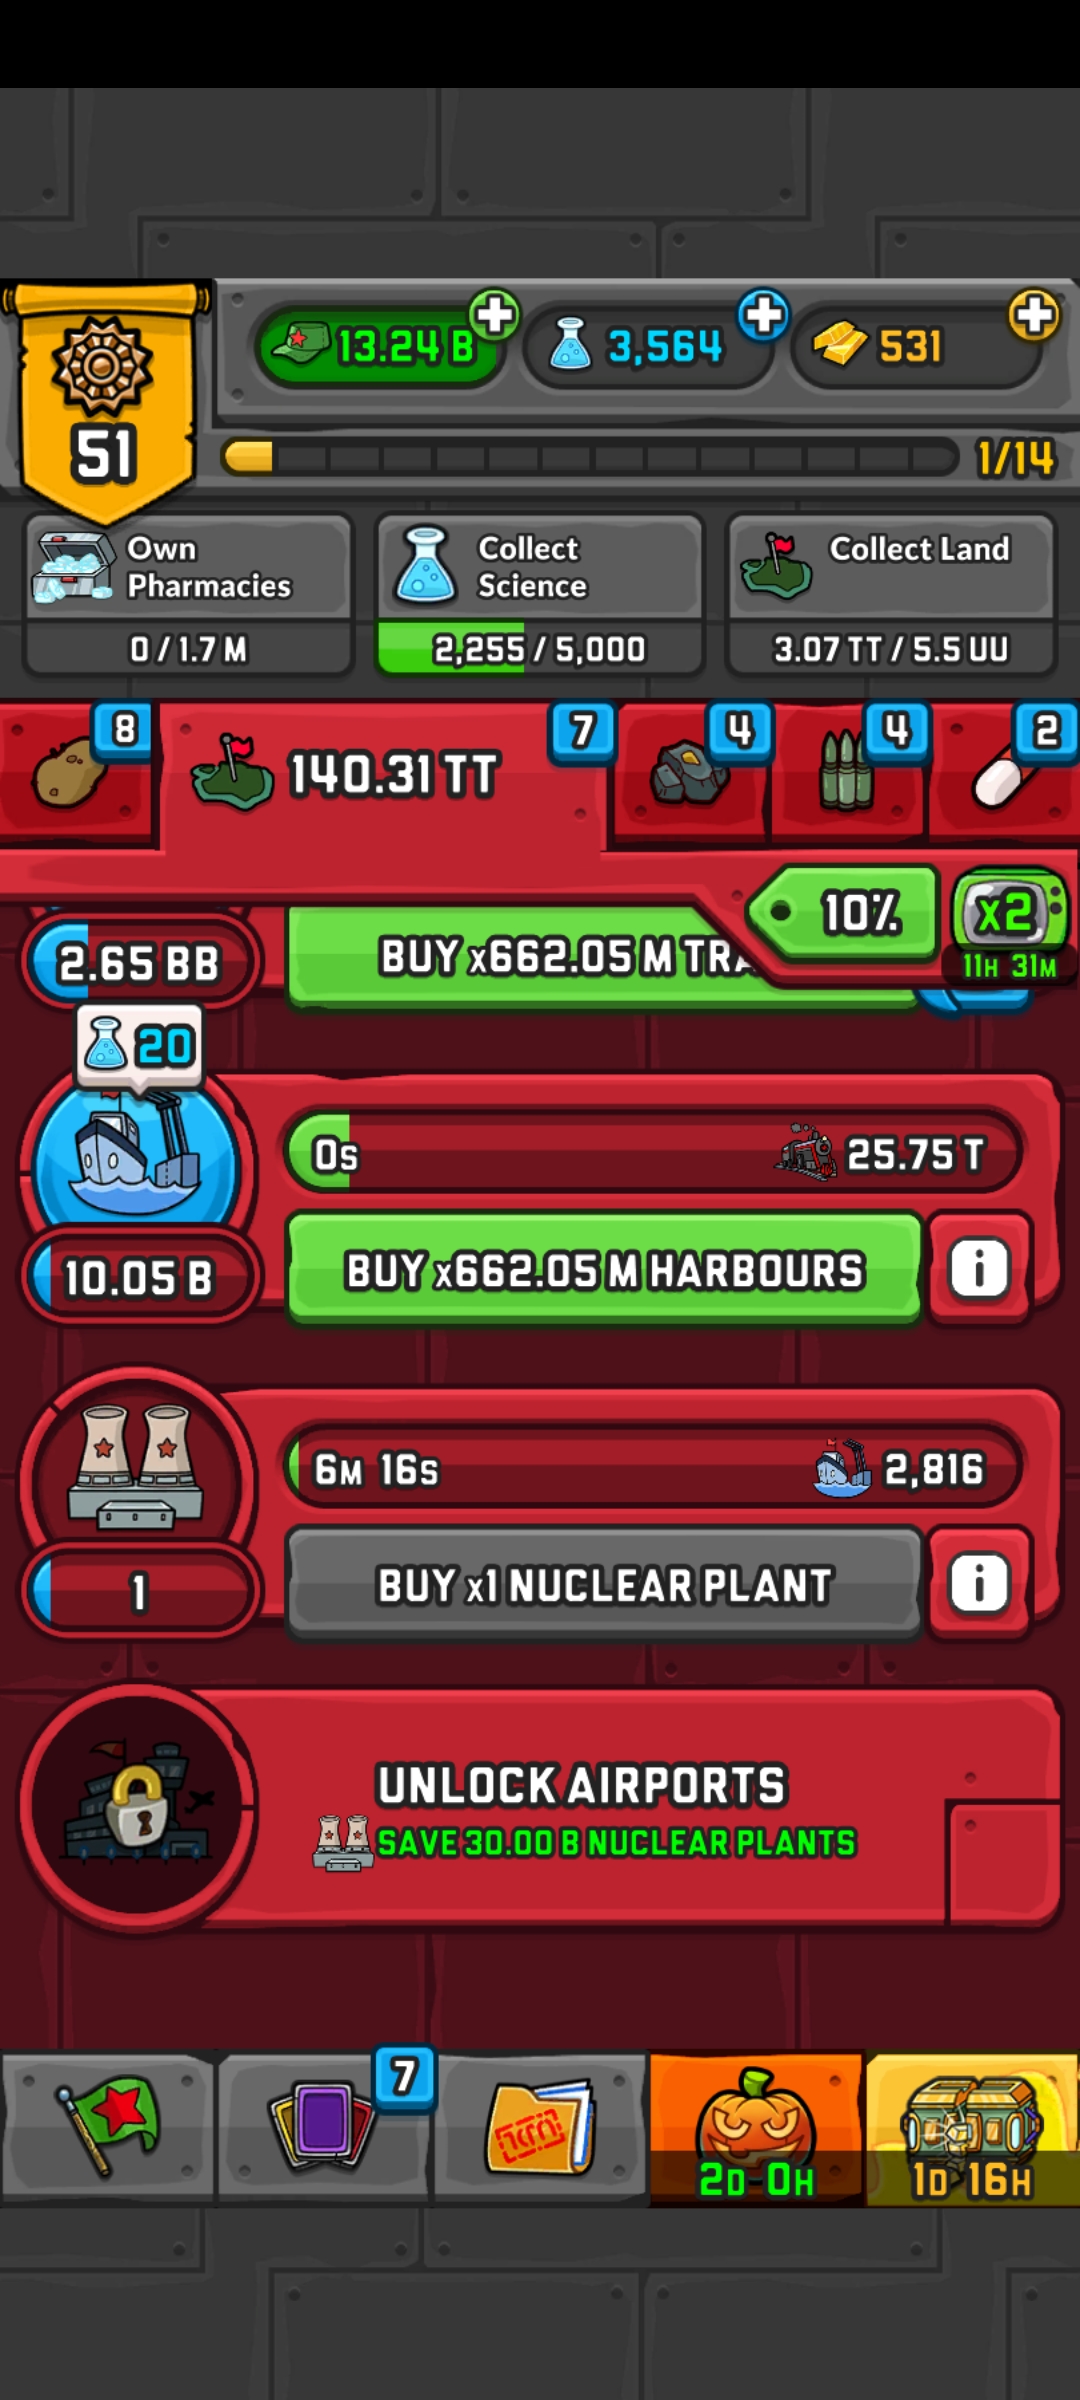 13.24 B
3,564
531
51
1/14
Own
Pharmacies
0 / 1.7 M
Collect
Science
2,255 / 5,000
Collect Land
3.07 TT / 5.5 UU
8
140.31 TT
7
4
4
2
10%
x2
11H 31M
2.65 BB
BUY x662.05 M TRA
20
0s
25.75 T
10.05 B
BUY x662.05 M HARBOURS
i
6M 16s
2,816
1
BUY x1 NUCLEAR PLANT
i
UNLOCK AIRPORTS
SAVE 30.00 B NUCLEAR PLANTS
7
2D 0H
1D 16H